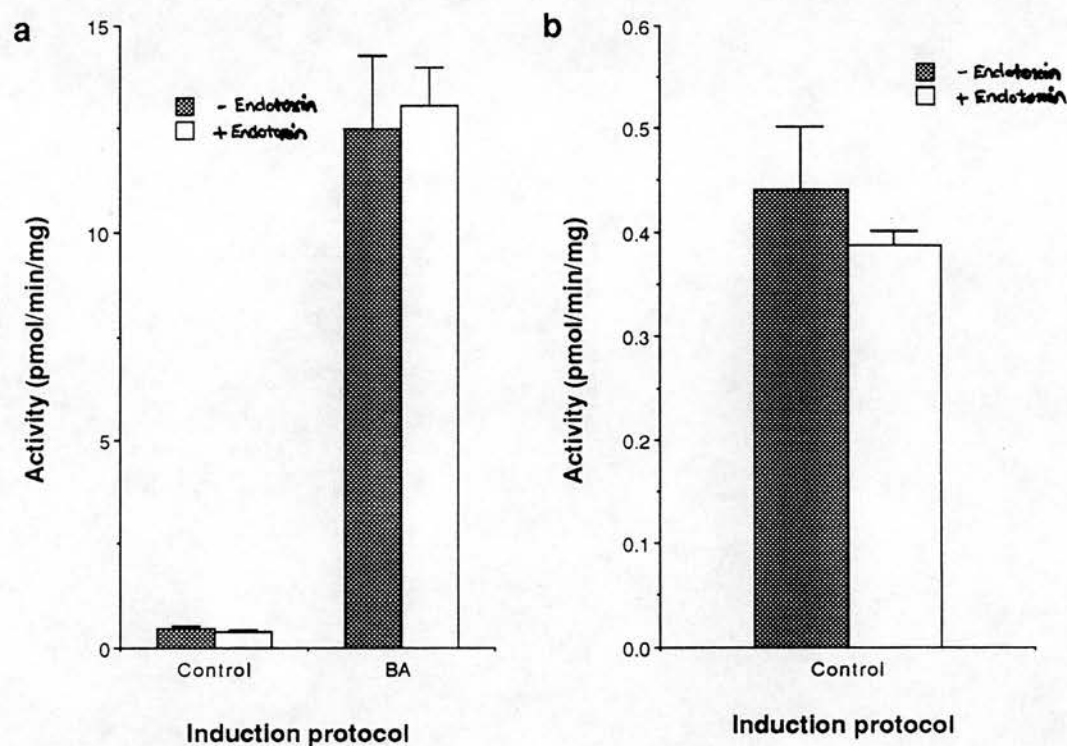 a
15
10
5
0
Activity (pmol/min/mg)
- Endotoxin
+ Endotoxin
Control
BA
Induction protocol
b
0.6
0.5
0.4
0.3
0.2
0.1
0.0
Activity (pmol/min/mg)
- Endotoxin
+ Endotoxin
Control
Induction protocol